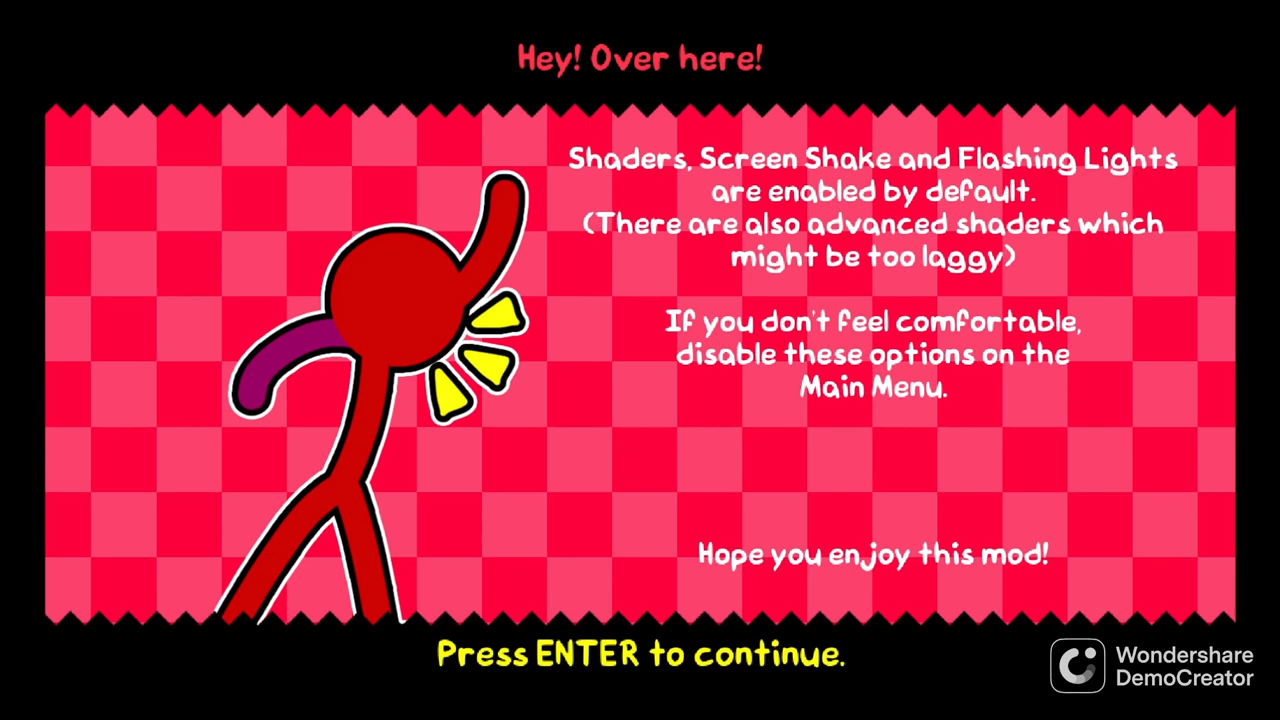 Hey! Over here!
Shaders, Screen Shake and Flashing Lights
are enabled by default.
(There are also advanced shaders which
might be too laggy)
If you don't feel comfortable,
disable these options on the
Main Menu.
Hope you enjoy this mod!
Press ENTER to continue.
Wondershare
DemoCreator